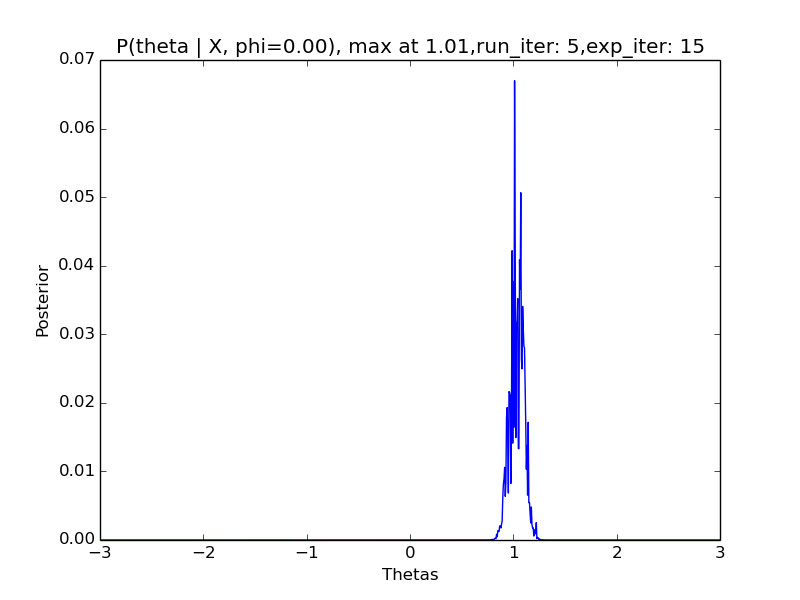 P(theta | X, phi=0.00), max at 1.01,run_iter: 5,exp_iter: 15
0.07
0.06
0.05
0.04
0.03
0.02
0.01
0.00
Posterior
−3 −2 −1 0 1 2 3
Thetas